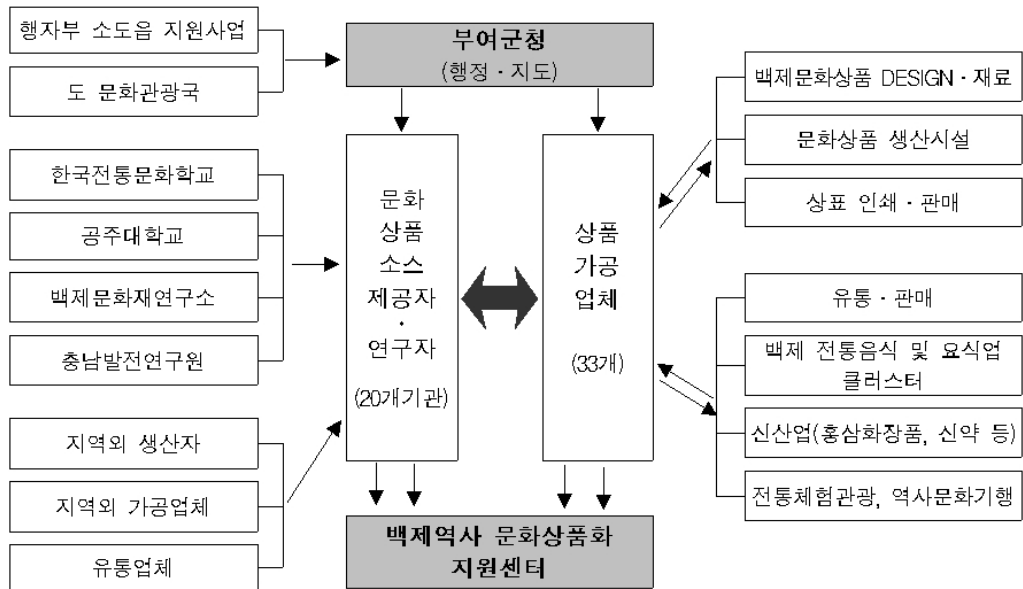 행자부 소도읍 지원사업
도 문화관광국
한국전통문화학교
공주대학교
백제문화재연구소
충남발전연구원
지역외 생산자
지역외 가공업체
유통업체
부여군청
(행정·지도)
문화
상품
소스
제공자
·
연구자
(20개기관)
상품
가공
업체
(33개)
백제역사 문화상품화
지원센터
백제문화상품 DESIGN·재료
문화상품 생산시설
상표 인쇄·판매
유통·판매
백제 전통음식 및 요식업
클러스터
신산업(홍삼화장품, 신약 등)
전통체험관광, 역사문화기행